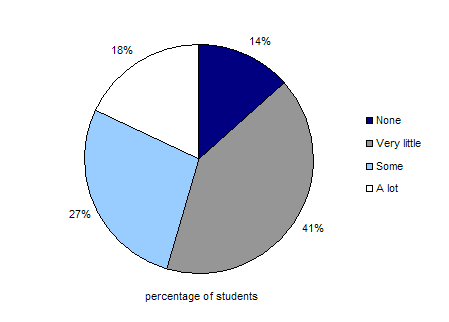 18%
14%
None
Very little
Some
A lot
27%
41%
percentage of students